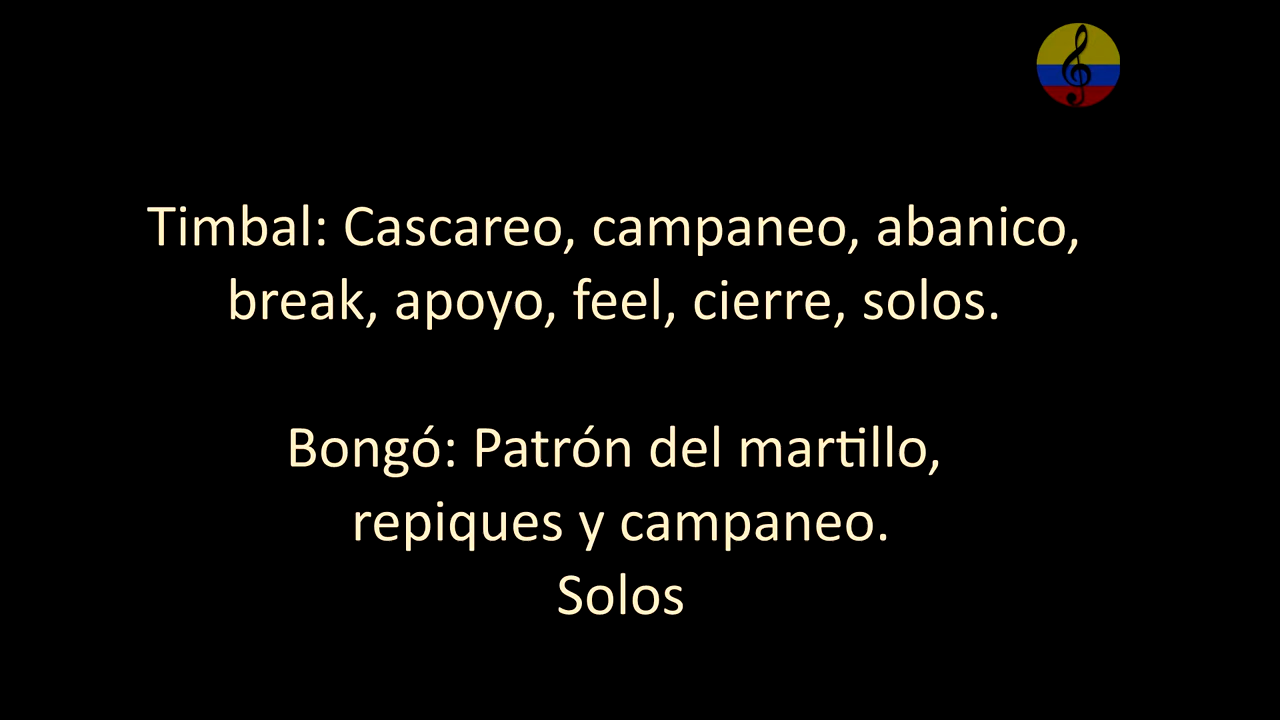 Timbal: Cascareo, campaneo, abanico,
break, apoyo, feel, cierre, solos.
Bongó: Patrón del martillo,
repiques y campaneo.
Solos